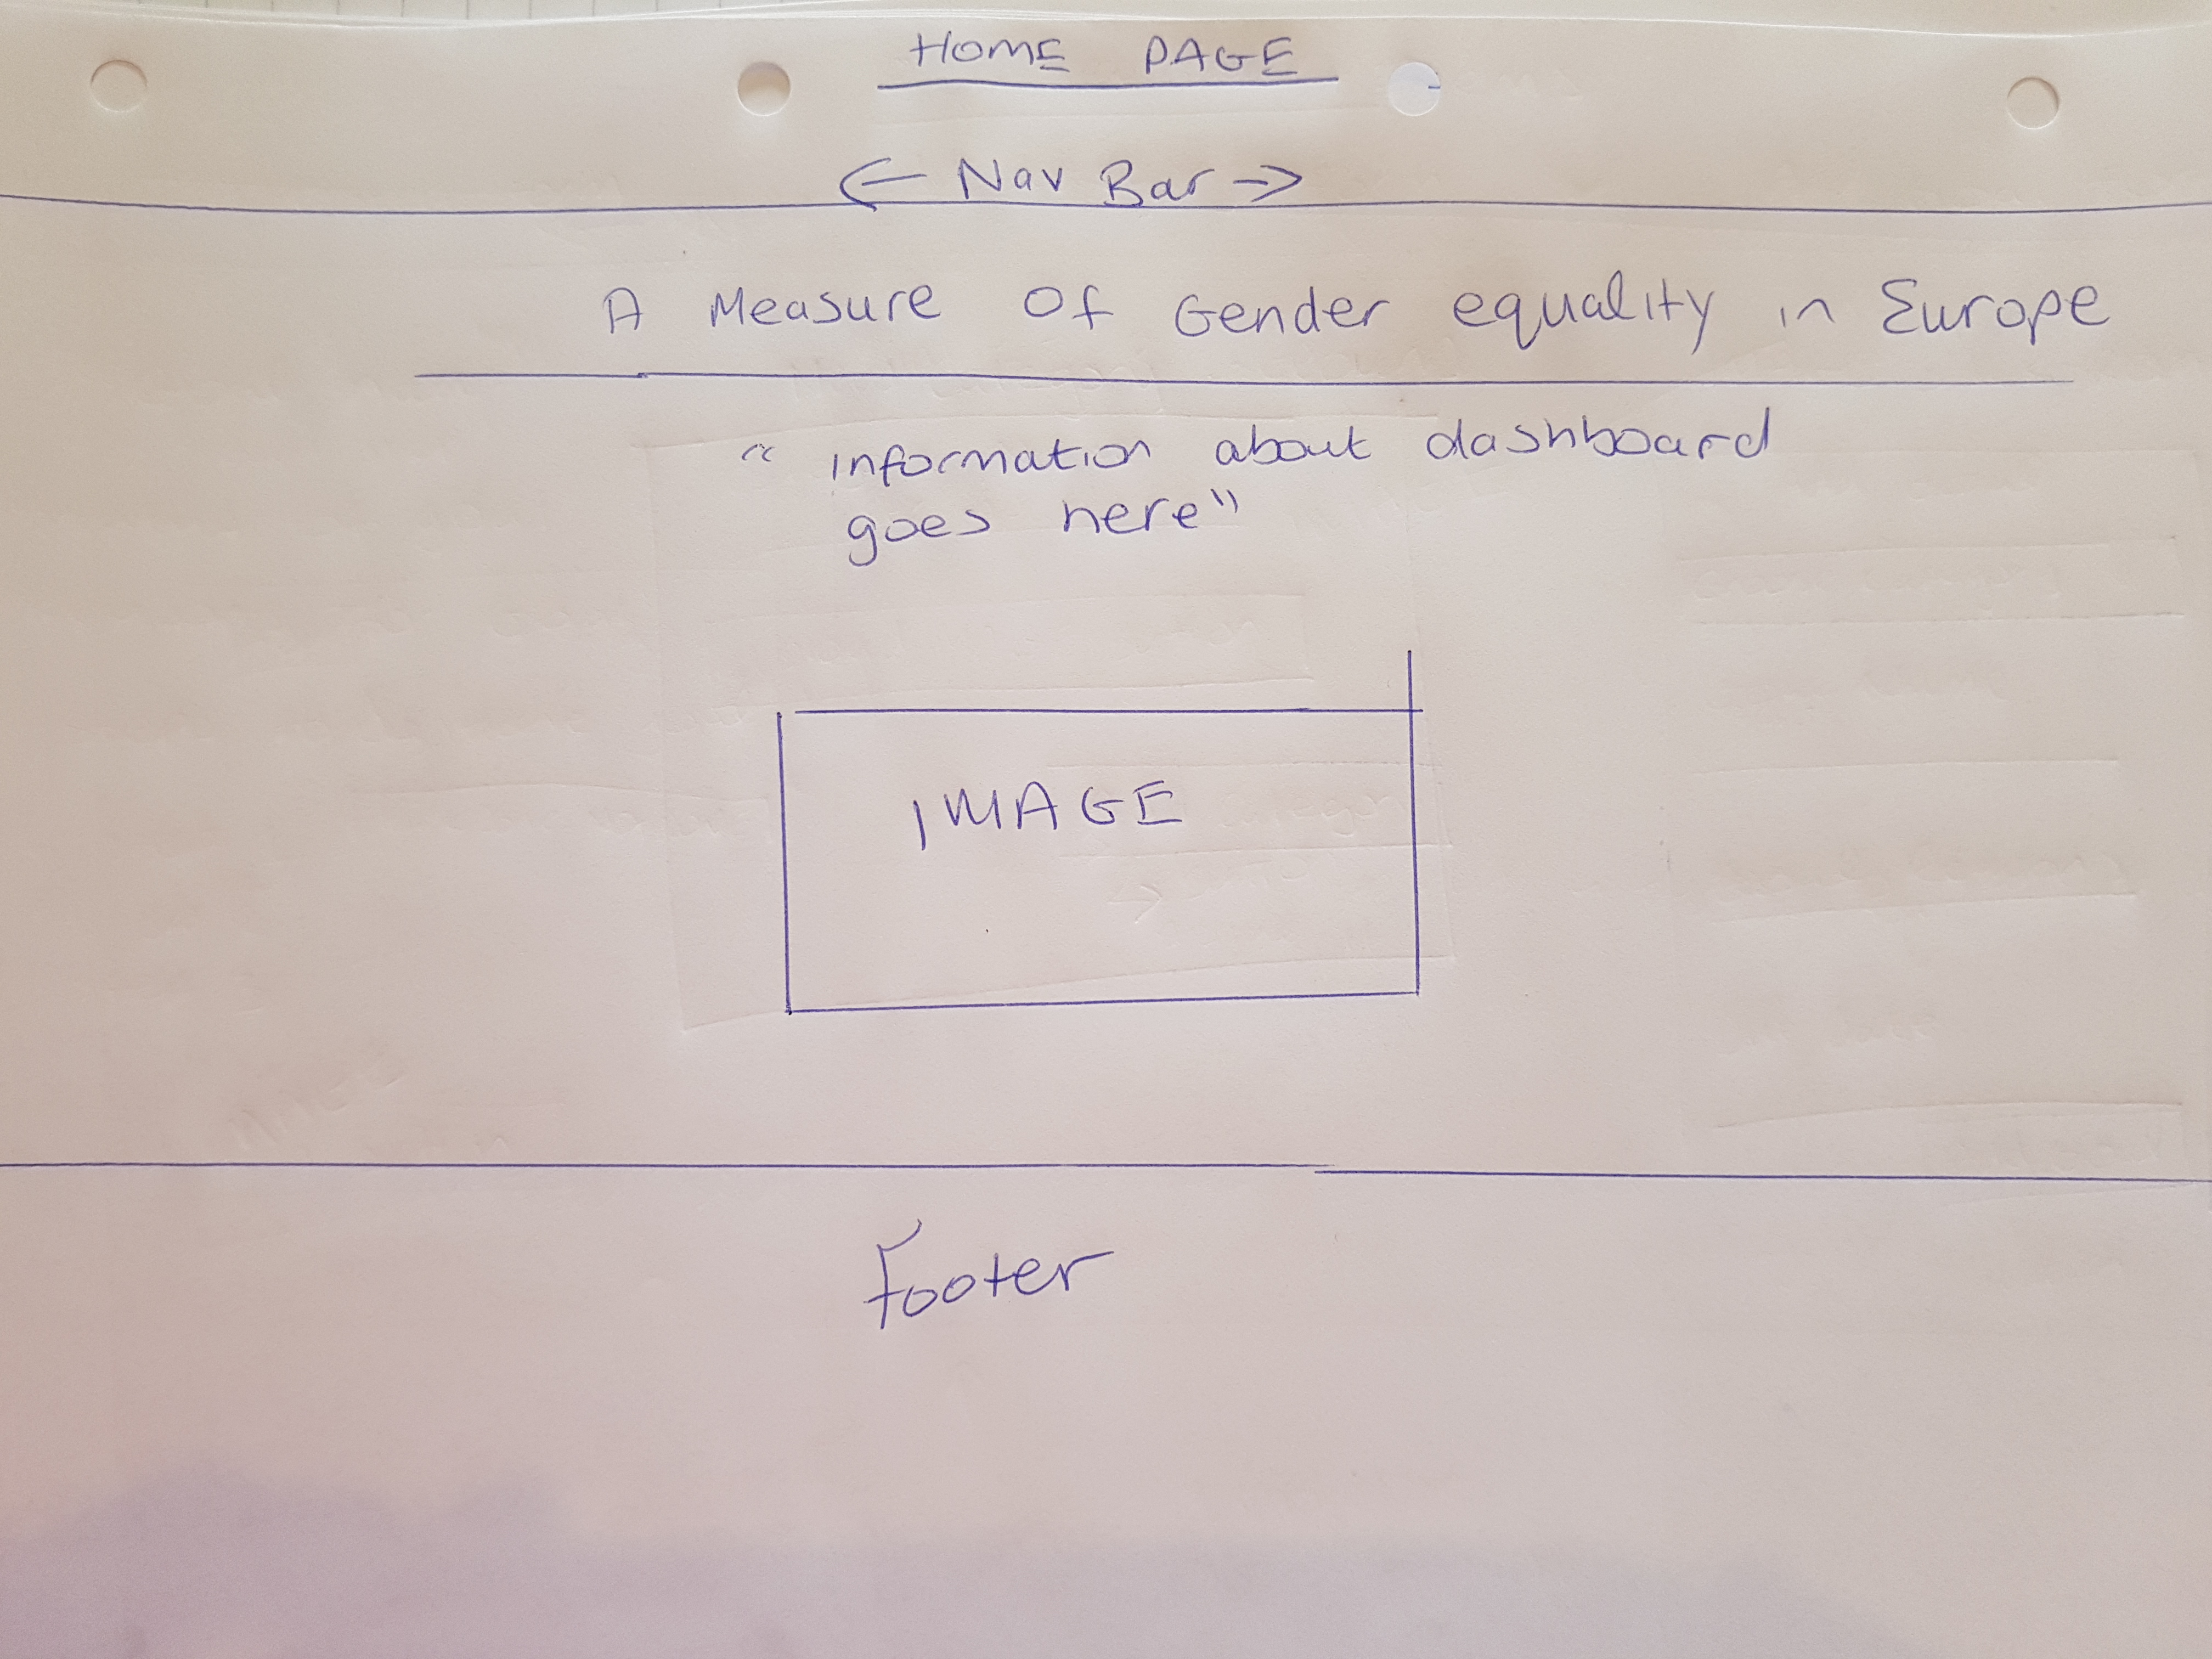 HOME PAGE
← Nav Bar →
A Measure Of Gender equality in Europe
"information about dashboard
goes here"
IMAGE
Footer